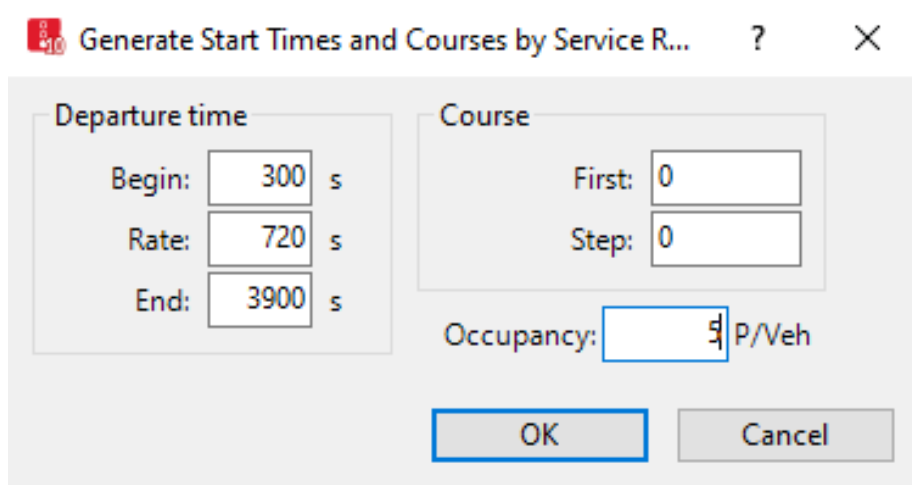 10 Generate Start Times and Courses by Service R... ?
Departure time
Begin: 300 s
Rate: 720 s
End: 3900 s
Course
First: 0
Step: 0
Occupancy: 5 P/Veh
OK
Cancel